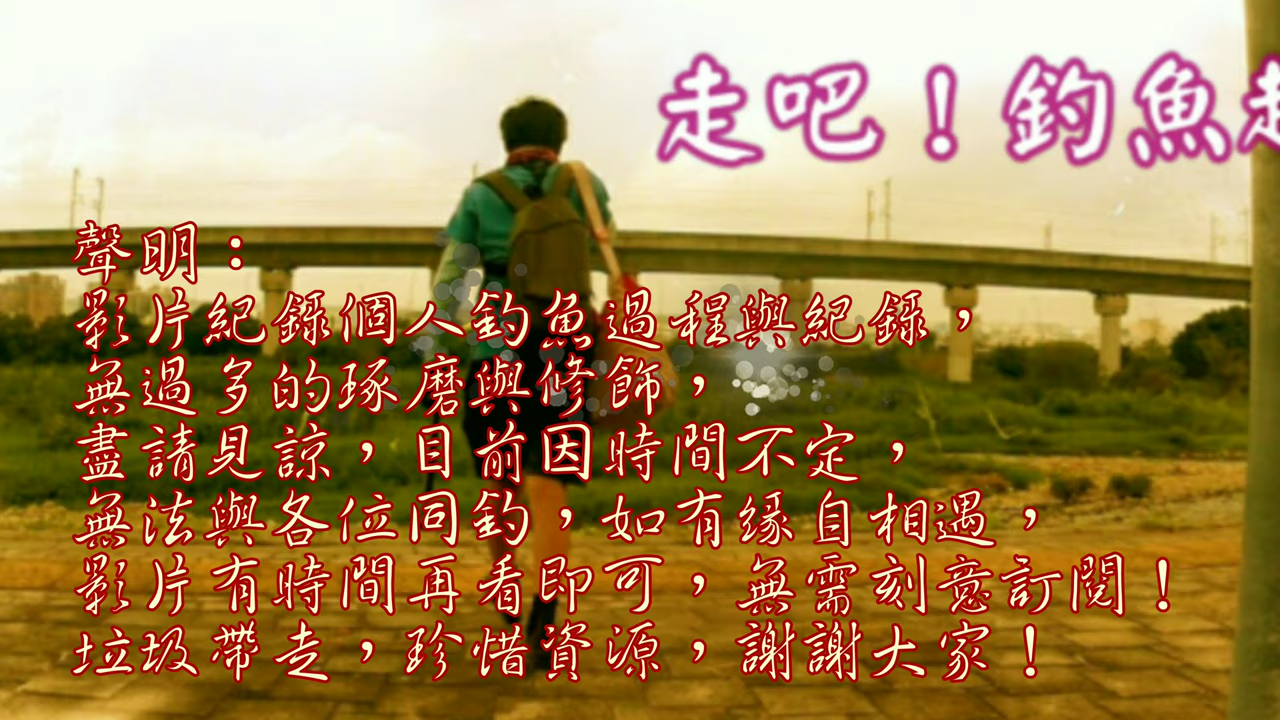 走吧！釣魚
聲明：
影片紀錄個人釣魚過程與紀錄，
無過多的琢磨與修飾，
盡請見諒，目前因時間不定，
無法與各位同釣，如有緣自相遇，
影片有時間再看即可，無需刻意訂閱！
垃圾帶走，珍惜資源，謝謝大家！